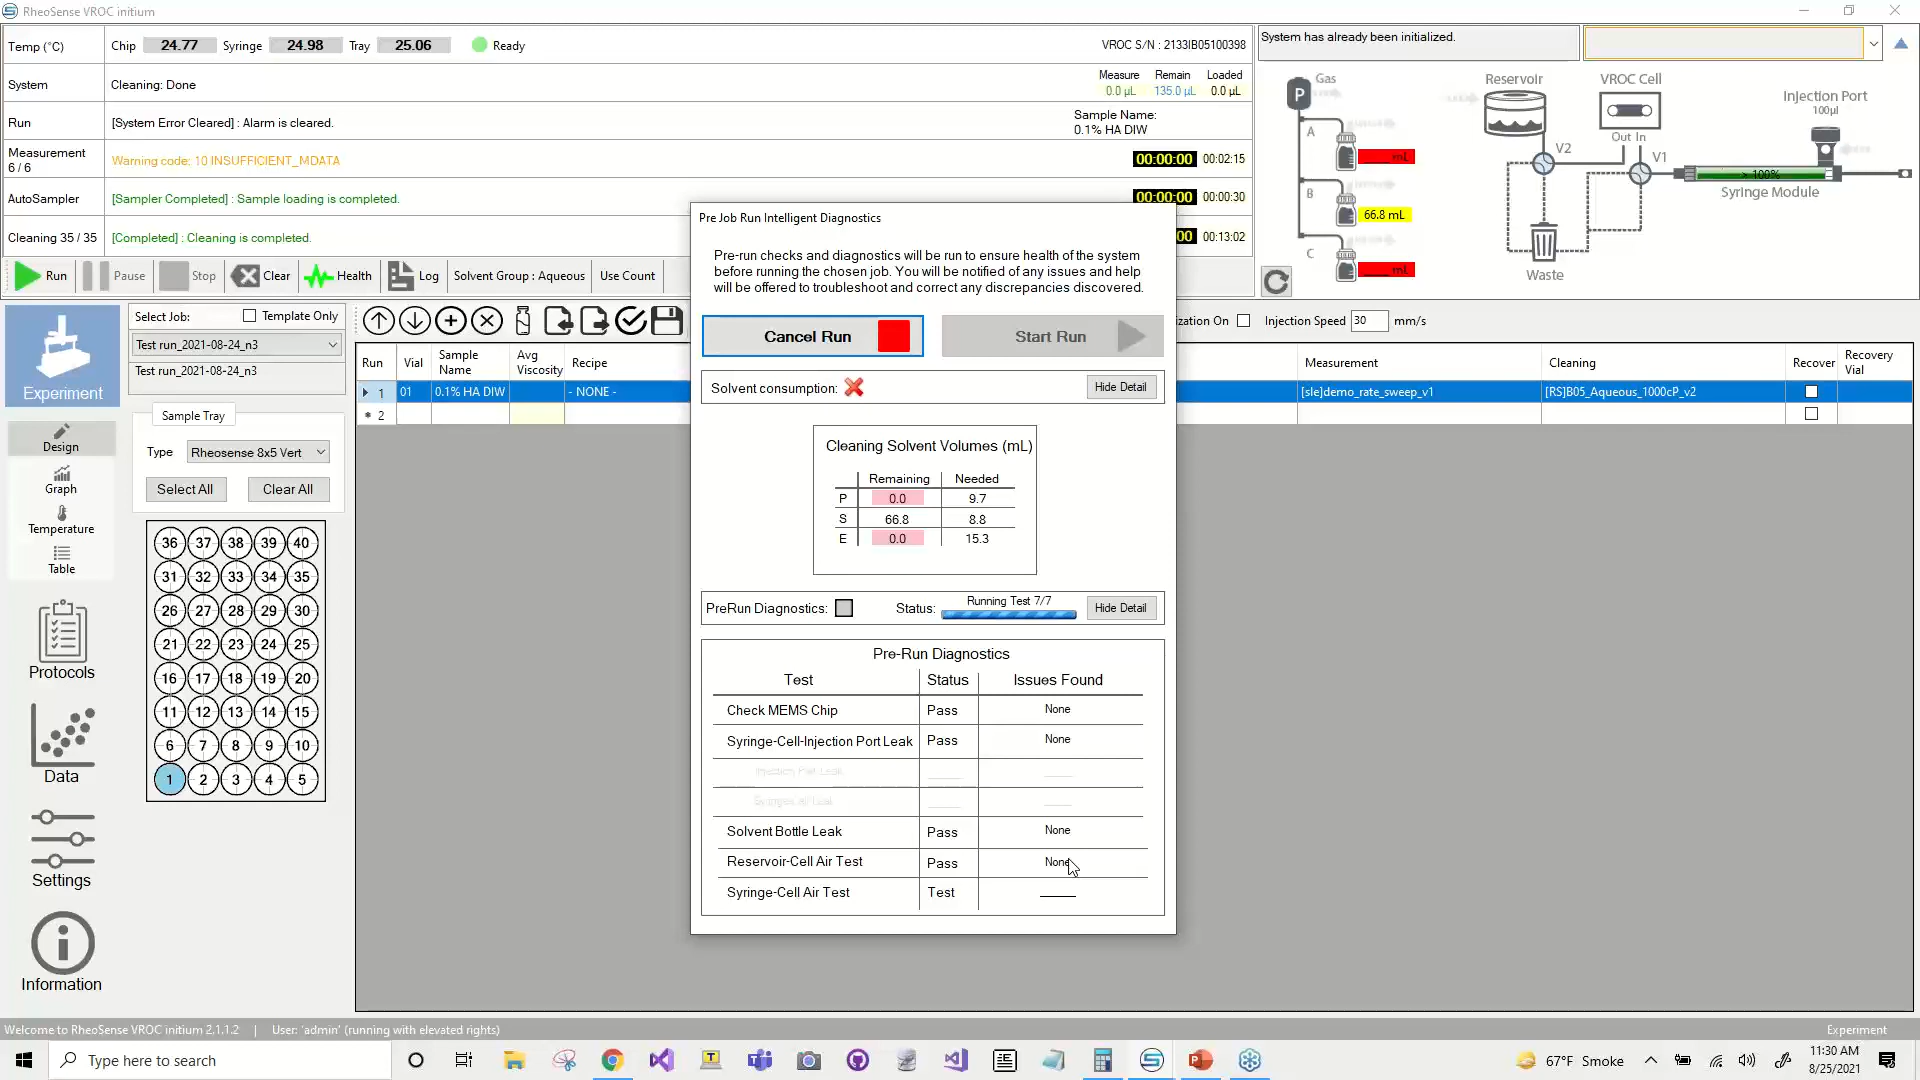 RheoSense VROC initium
Temp (°C)
Chip 24.77 Syringe 24.98 Tray 25.06 Ready
VROC S/N : 2133IB05100398
System
Cleaning: Done
Measure Remain Loaded
0.0 µL 135.0 µL 0.0 µL
Run
[System Error Cleared] : Alarm is cleared.
Sample Name:
0.1% HA DIW
Measurement
6 / 6
Warning code: 10 INSUFFICIENT_MDATA
00:00:00 00:02:15
AutoSampler
[Sampler Completed] : Sample loading is completed.
00:00:00 00:00:30
Cleaning 35 / 35
[Completed] : Cleaning is completed.
00 00:13:02
Run Pause Stop Clear Health Log Solvent Group : Aqueous Use Count
System has already been initialized.
Gas
P
A
mL
B
66.8 mL
C
mL
Reservoir
VROC Cell
Out In
V2
V1
Injection Port
100µl
> 100%
Syringe Module
Waste
Experiment
Design
Graph
Temperature
Table
Protocols
Data
Settings
Information
Select Job: Template Only
Test run_2021-08-24_n3
Test run_2021-08-24_n3
Sample Tray
Type Rheosense 8x5 Vert
Select All Clear All
36 37 38 39 40
31 32 33 34 35
26 27 28 29 30
21 22 23 24 25
16 17 18 19 20
11 12 13 14 15
6 7 8 9 10
1 2 3 4 5
ization On Injection Speed 30 mm/s
Run Vial Sample Name Avg Viscosity Recipe Measurement Cleaning Recover Recovery Vial
1 01 0.1% HA DIW - NONE - [sle]demo_rate_sweep_v1 [RS]B05_Aqueous_1000cP_v2
* 2
Pre Job Run Intelligent Diagnostics
Pre-run checks and diagnostics will be run to ensure health of the system
before running the chosen job. You will be notified of any issues and help
will be offered to troubleshoot and correct any discrepancies discovered.
Cancel Run Start Run
Solvent consumption: Hide Detail
Cleaning Solvent Volumes (mL)
Remaining Needed
P 0.0 9.7
S 66.8 8.8
E 0.0 15.3
PreRun Diagnostics: Status: Running Test 7/7 Hide Detail
Pre-Run Diagnostics
Test Status Issues Found
Check MEMS Chip Pass None
Syringe-Cell-Injection Port Leak Pass None
Injection Port Leak
Solvent Bottle Leak Pass None
Reservoir-Cell Air Test Pass None
Syringe-Cell Air Test Test
Welcome to RheoSense VROC initium 2.1.1.2 | User: 'admin' (running with elevated rights)
Experiment
Type here to search
67°F Smoke
11:30 AM
8/25/2021